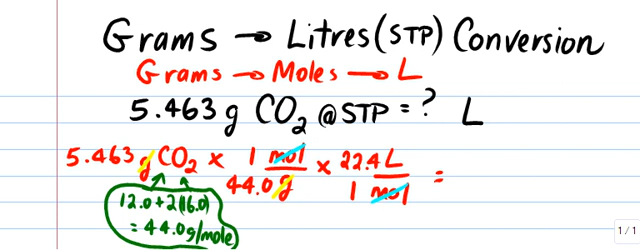 Grams → Litres (STP) Conversion
Grams → Moles → L
5.463 g CO₂ @ STP = ? L
5.463 g CO₂ × 1 mol / 44.0 g × 22.4 L / 1 mol =
12.0 + 2(16.0)
= 44.0 g/mole
1/1